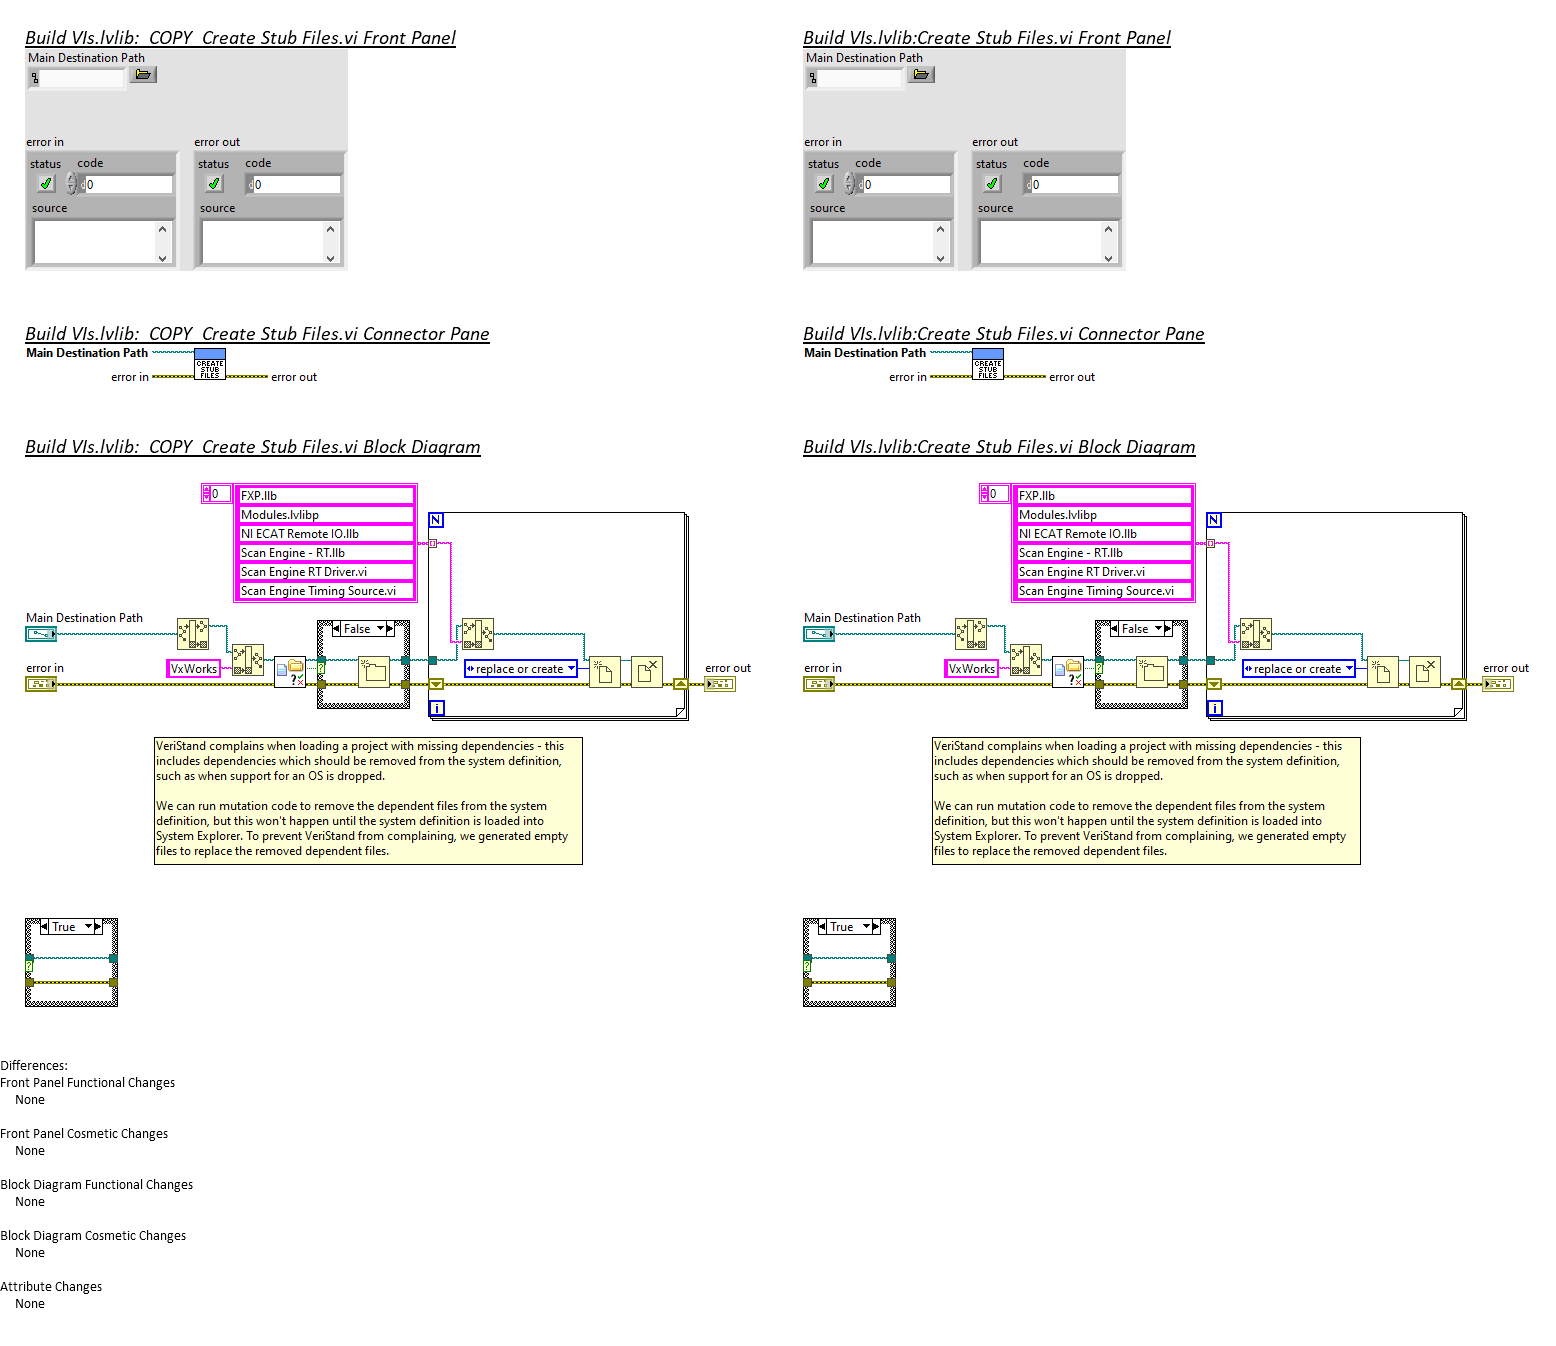 Build VIs.lvlib:  COPY  Create Stub Files.vi Front Panel
Main Destination Path
error in
error out
status
code
status
code
0
0
source
source
Build VIs.lvlib:  COPY  Create Stub Files.vi Connector Pane
Main Destination Path
CREATE
STUB
FILES
error in
error out
Build VIs.lvlib:  COPY  Create Stub Files.vi Block Diagram
0
FXP.llb
Modules.lvlibp
NI ECAT Remote IO.llb
Scan Engine - RT.llb
Scan Engine RT Driver.vi
Scan Engine Timing Source.vi
N
Main Destination Path
False
error in
VxWorks
?
replace or create
error out
i
VeriStand complains when loading a project with missing dependencies - this
includes dependencies which should be removed from the system definition,
such as when support for an OS is dropped.
We can run mutation code to remove the dependent files from the system
definition, but this won't happen until the system definition is loaded into
System Explorer. To prevent VeriStand from complaining, we generated empty
files to replace the removed dependent files.
True
?
Build VIs.lvlib:Create Stub Files.vi Front Panel
Main Destination Path
error in
error out
status
code
status
code
0
0
source
source
Build VIs.lvlib:Create Stub Files.vi Connector Pane
Main Destination Path
CREATE
STUB
FILES
error in
error out
Build VIs.lvlib:Create Stub Files.vi Block Diagram
0
FXP.llb
Modules.lvlibp
NI ECAT Remote IO.llb
Scan Engine - RT.llb
Scan Engine RT Driver.vi
Scan Engine Timing Source.vi
N
Main Destination Path
False
error in
VxWorks
?
replace or create
error out
i
VeriStand complains when loading a project with missing dependencies - this
includes dependencies which should be removed from the system definition,
such as when support for an OS is dropped.
We can run mutation code to remove the dependent files from the system
definition, but this won't happen until the system definition is loaded into
System Explorer. To prevent VeriStand from complaining, we generated empty
files to replace the removed dependent files.
True
?
Differences:
Front Panel Functional Changes
None
Front Panel Cosmetic Changes
None
Block Diagram Functional Changes
None
Block Diagram Cosmetic Changes
None
Attribute Changes
None